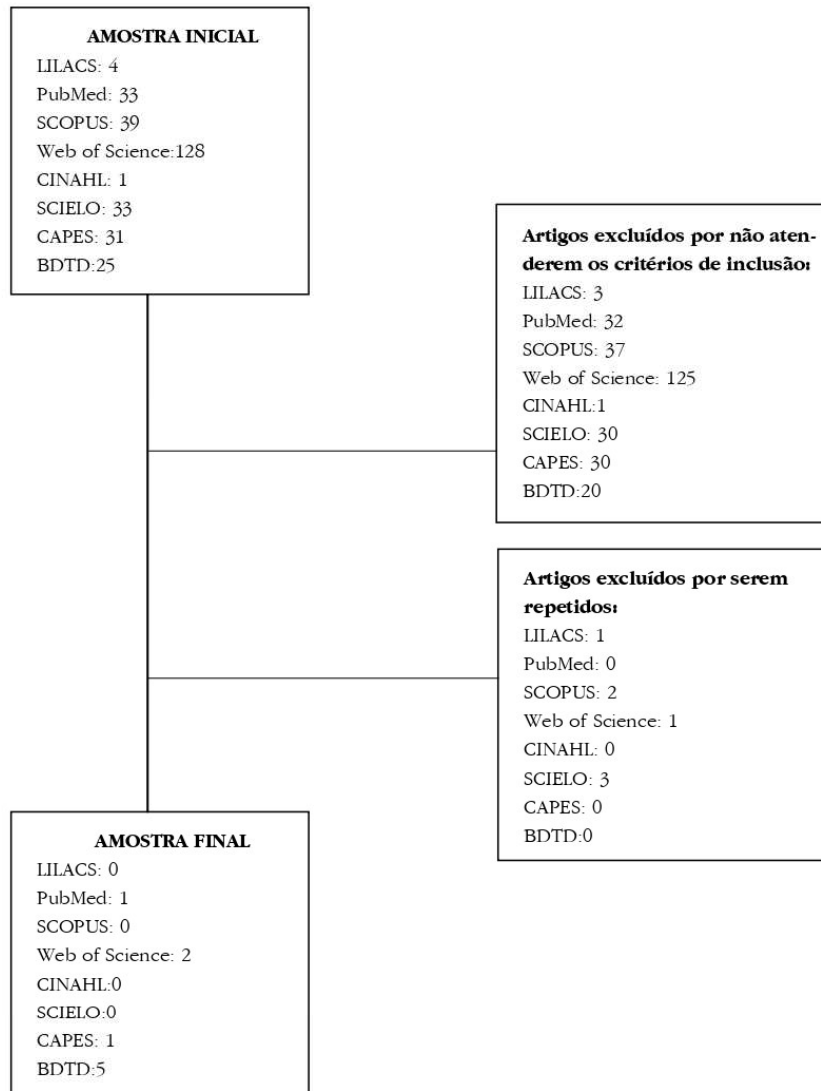 AMOSTRA INICIAL
LILACS: 4
PubMed: 33
SCOPUS: 39
Web of Science:128
CINAHL: 1
SCIELO: 33
CAPES: 31
BDTD:25
Artigos excluídos por não aten-
derem os critérios de inclusão:
LILACS: 3
PubMed: 32
SCOPUS: 37
Web of Science: 125
CINAHL:1
SCIELO: 30
CAPES: 30
BDTD:20
Artigos excluídos por serem
repetidos:
LILACS: 1
PubMed: 0
SCOPUS: 2
Web of Science: 1
CINAHL: 0
SCIELO: 3
CAPES: 0
BDTD:0
AMOSTRA FINAL
LILACS: 0
PubMed: 1
SCOPUS: 0
Web of Science: 2
CINAHL:0
SCIELO:0
CAPES: 1
BDTD:5